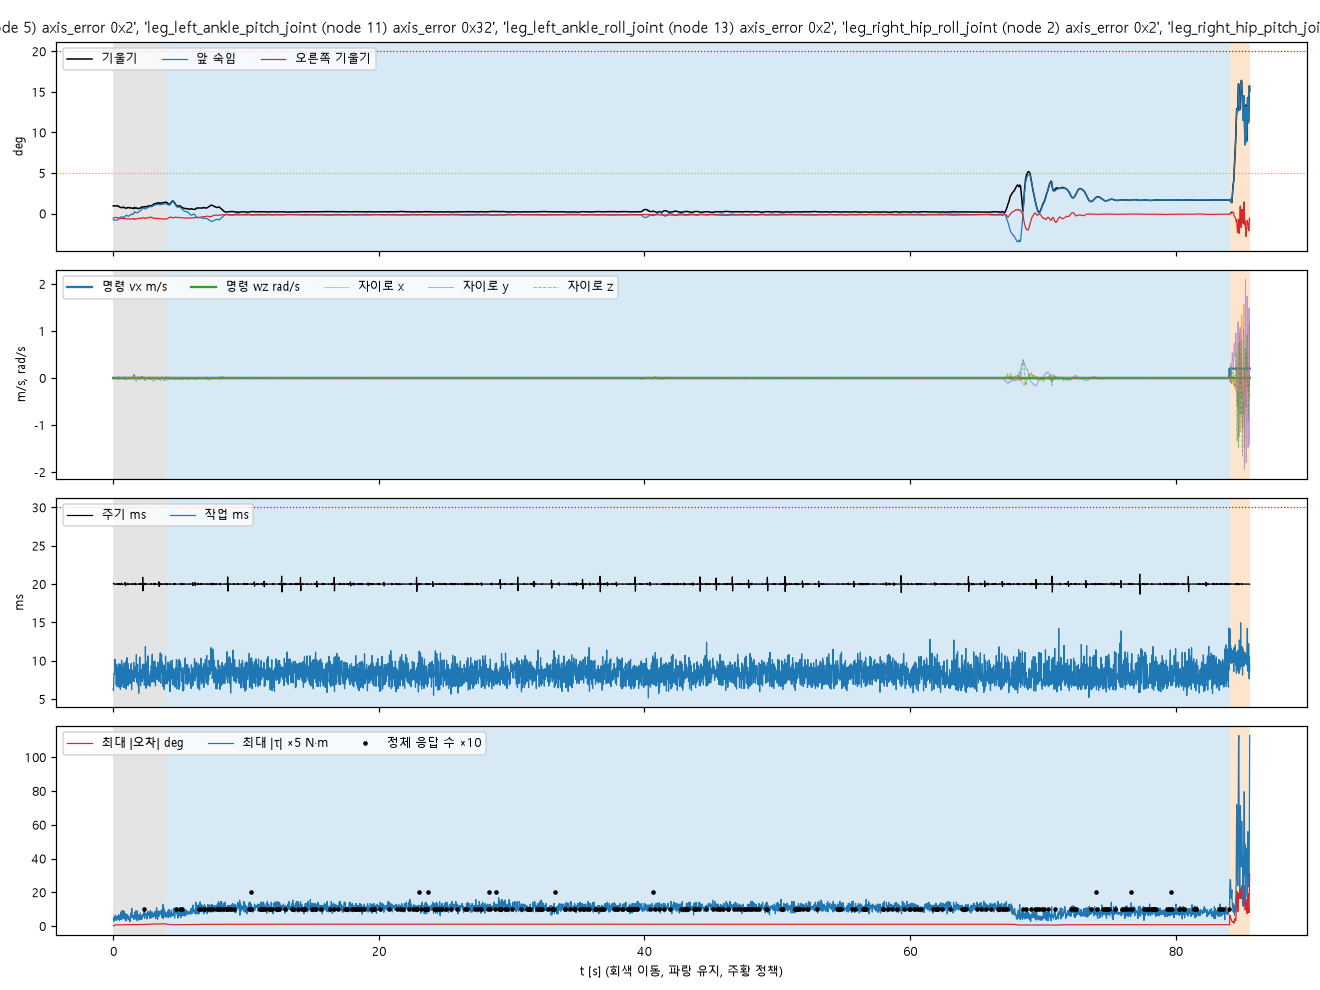 de 5) axis_error 0x2', 'leg_left_ankle_pitch_joint (node 11) axis_error 0x32', 'leg_left_ankle_roll_joint (node 13) axis_error 0x2', 'leg_right_hip_roll_joint (node 2) axis_error 0x2', 'leg_right_hip_pitch_joi
기울기 앞 숙임 오른쪽 기울기
20
15
10
5
0
deg
명령 vx m/s 명령 wz rad/s 자이로 x 자이로 y 자이로 z
2
1
0
-1
-2
m/s, rad/s
주기 ms 작업 ms
30
25
20
15
10
5
ms
최대 |오차| deg 최대 |τ| ×5 N·m 정체 응답 수 ×10
100
80
60
40
20
0
0 20 40 60 80
t [s] (회색 이동, 파랑 유지, 주황 정책)